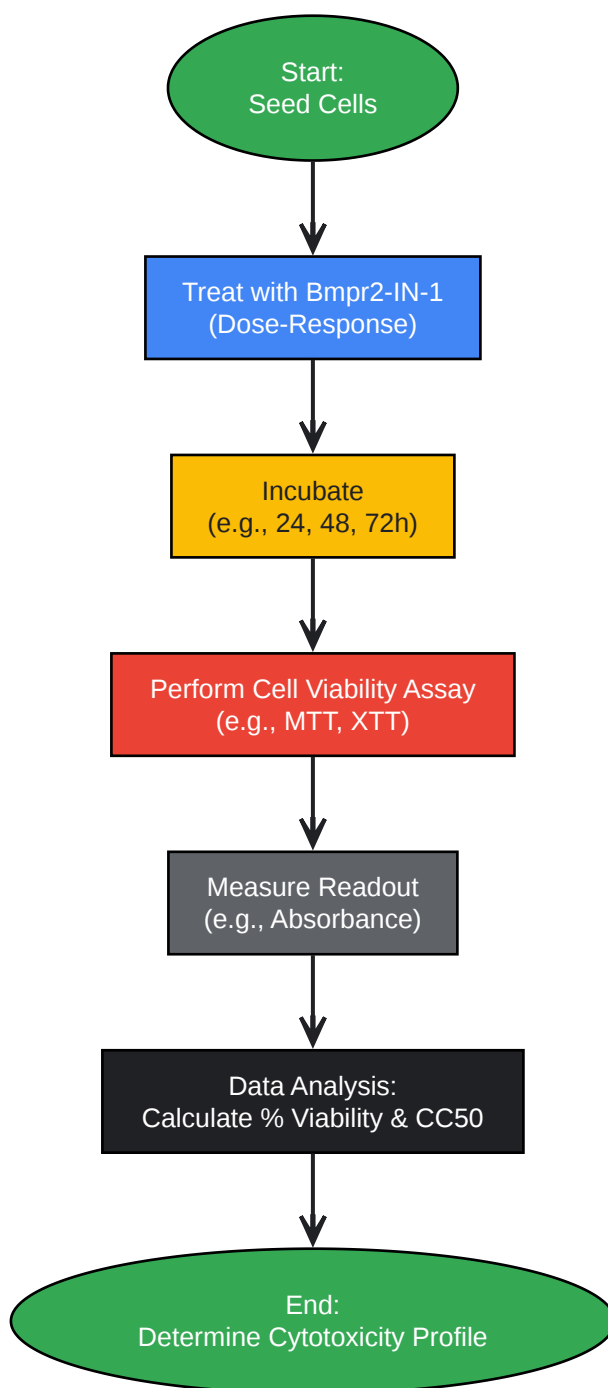 Start:
Seed Cells
Treat with Bmpr2-IN-1
(Dose-Response)
Incubate
(e.g., 24, 48, 72h)
Perform Cell Viability Assay
(e.g., MTT, XTT)
Measure Readout
(e.g., Absorbance)
Data Analysis:
Calculate % Viability & CC50
End:
Determine Cytotoxicity Profile